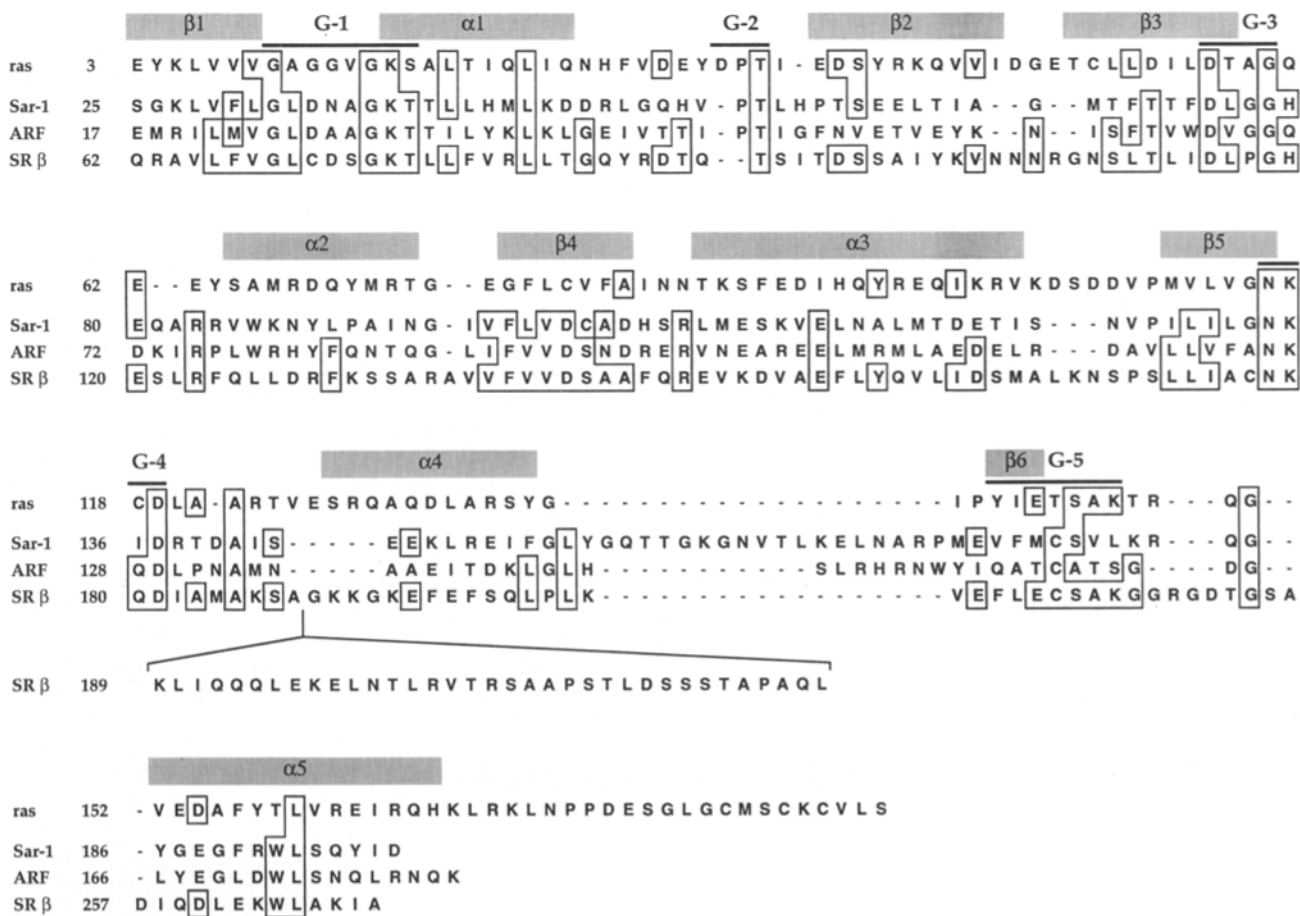 β1 G-1 α1 G-2 β2 β3 G-3
ras 3 E Y K L V V V G A G G V G K S A L T I Q L I Q N H F V D E Y D P T I - E D S Y R K Q V V I D G E T C L L D I L D T A G Q
Sar-1 25 S G K L V F L G L D N A G K T T L L H M L K D D R L G Q H V - P T L H P T S E E L T I A - - G - - M T F T T F D L G G H
ARF 17 E M R I L M V G L D A A G K T T I L Y K L K L G E I V T T I - P T I G F N V E T V E Y K - - N - - I S F T V W D V G G Q
SR β 62 Q R A V L F V G L C D S G K T L L F V R L L T G Q Y R D T Q - - T S I T D S S A I Y K V N N N R G N S L T L I D L P G H
α2 β4 α3 β5
ras 62 E - - E Y S A M R D Q Y M R T G - - E G F L C V F A I N N T K S F E D I H Q Y R E Q I K R V K D S D D V P M V L V G N K
Sar-1 80 E Q A R R V W K N Y L P A I N G - I V F L V D C A D H S R L M E S K V E L N A L M T D E T I S - - - N V P I L I L G N K
ARF 72 D K I R P L W R H Y F Q N T Q G - L I F V V D S N D R E R V N E A R E E L M R M L A E D E L R - - - D A V L L V F A N K
SR β 120 E S L R F Q L L D R F K S S A R A V V F V V D S A A F Q R E V K D V A E F L Y Q V L I D S M A L K N S P S L L I A C N K
G-4 α4 β6 G-5
ras 118 C D L A - A R T V E S R Q A Q D L A R S Y G - - - - - - - - - - - - - - - - - - - - I P Y I E T S A K T R - - - Q G - -
Sar-1 136 I D R T D A I S - - - - - E E K L R E I F G L Y G Q T T G K G N V T L K E L N A R P M E V F M C S V L K R - - - Q G - -
ARF 128 Q D L P N A M N - - - - - A A E I T D K L G L H - - - - - - - - - - - - S L R H R N W Y I Q A T C A T S G - - - - D G - -
SR β 180 Q D I A M A K S A G K K G K E F E F S Q L P L K - - - - - - - - - - - - - - - - - - V E F L E C S A K G G R G D T G S A
SR β 189 K L I Q Q Q L E K E L N T L R V T R S A A P S T L D S S S T A P A Q L
α5
ras 152 - V E D A F Y T L V R E I R Q H K L R K L N P P D E S G L G C M S C K C V L S
Sar-1 186 - Y G E G F R W L S Q Y I D
ARF 166 - L Y E G L D W L S N Q L R N Q K
SR β 257 D I Q D L E K W L A K I A